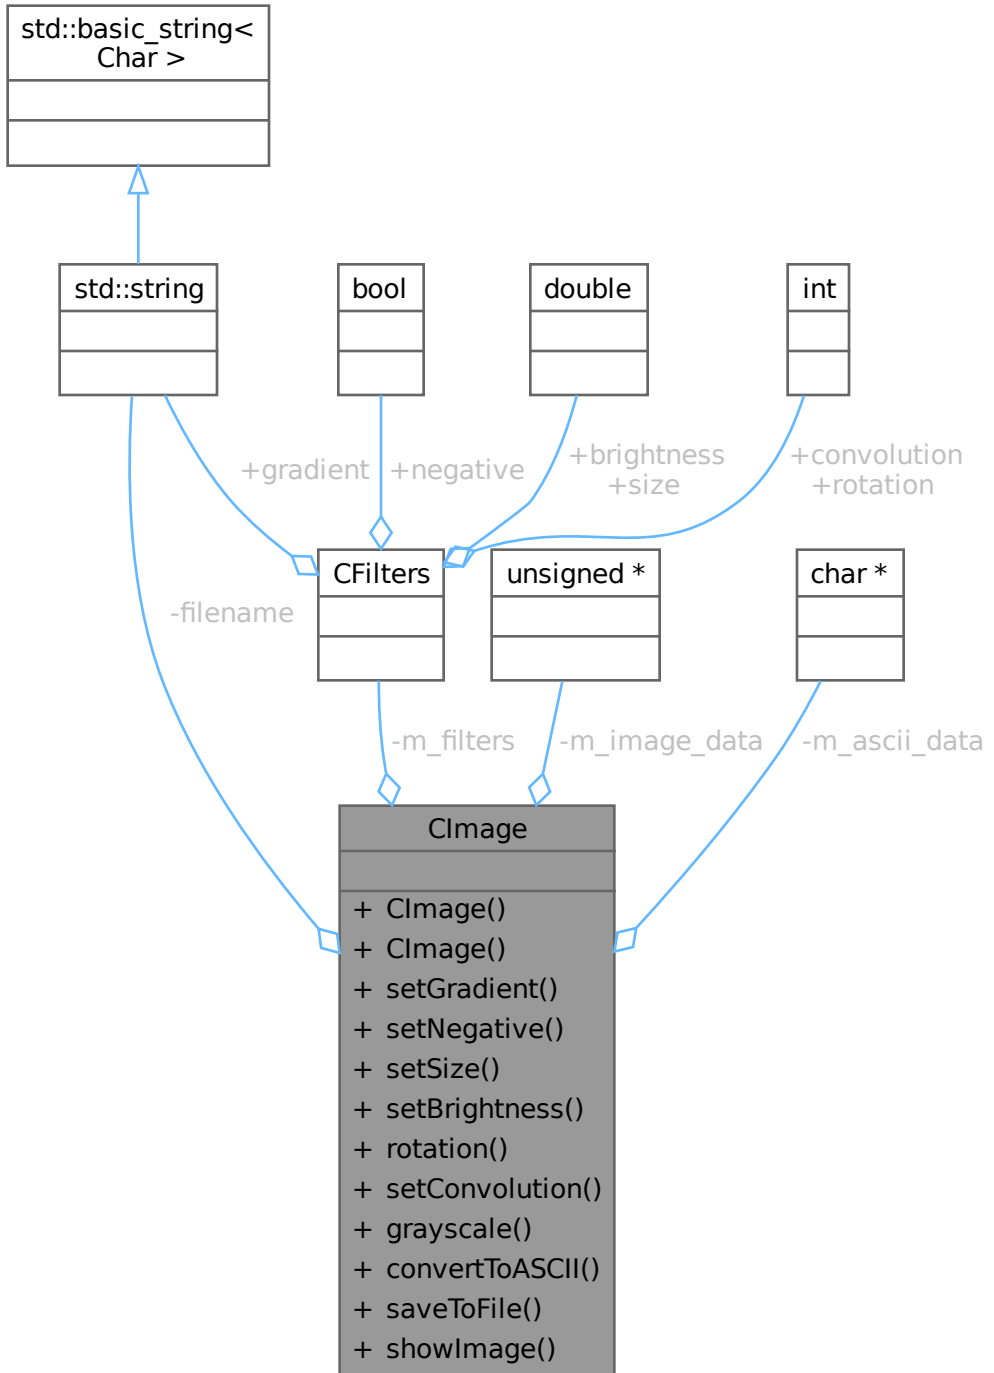 std::basic_string<
Char >
std::string
bool
double
int
+gradient
+negative
+brightness
+size
+convolution
+rotation
CFilters
unsigned *
char *
-filename
-m_filters
-m_image_data
-m_ascii_data
CImage
+ CImage()
+ CImage()
+ setGradient()
+ setNegative()
+ setSize()
+ setBrightness()
+ rotation()
+ setConvolution()
+ grayscale()
+ convertToASCII()
+ saveToFile()
+ showImage()